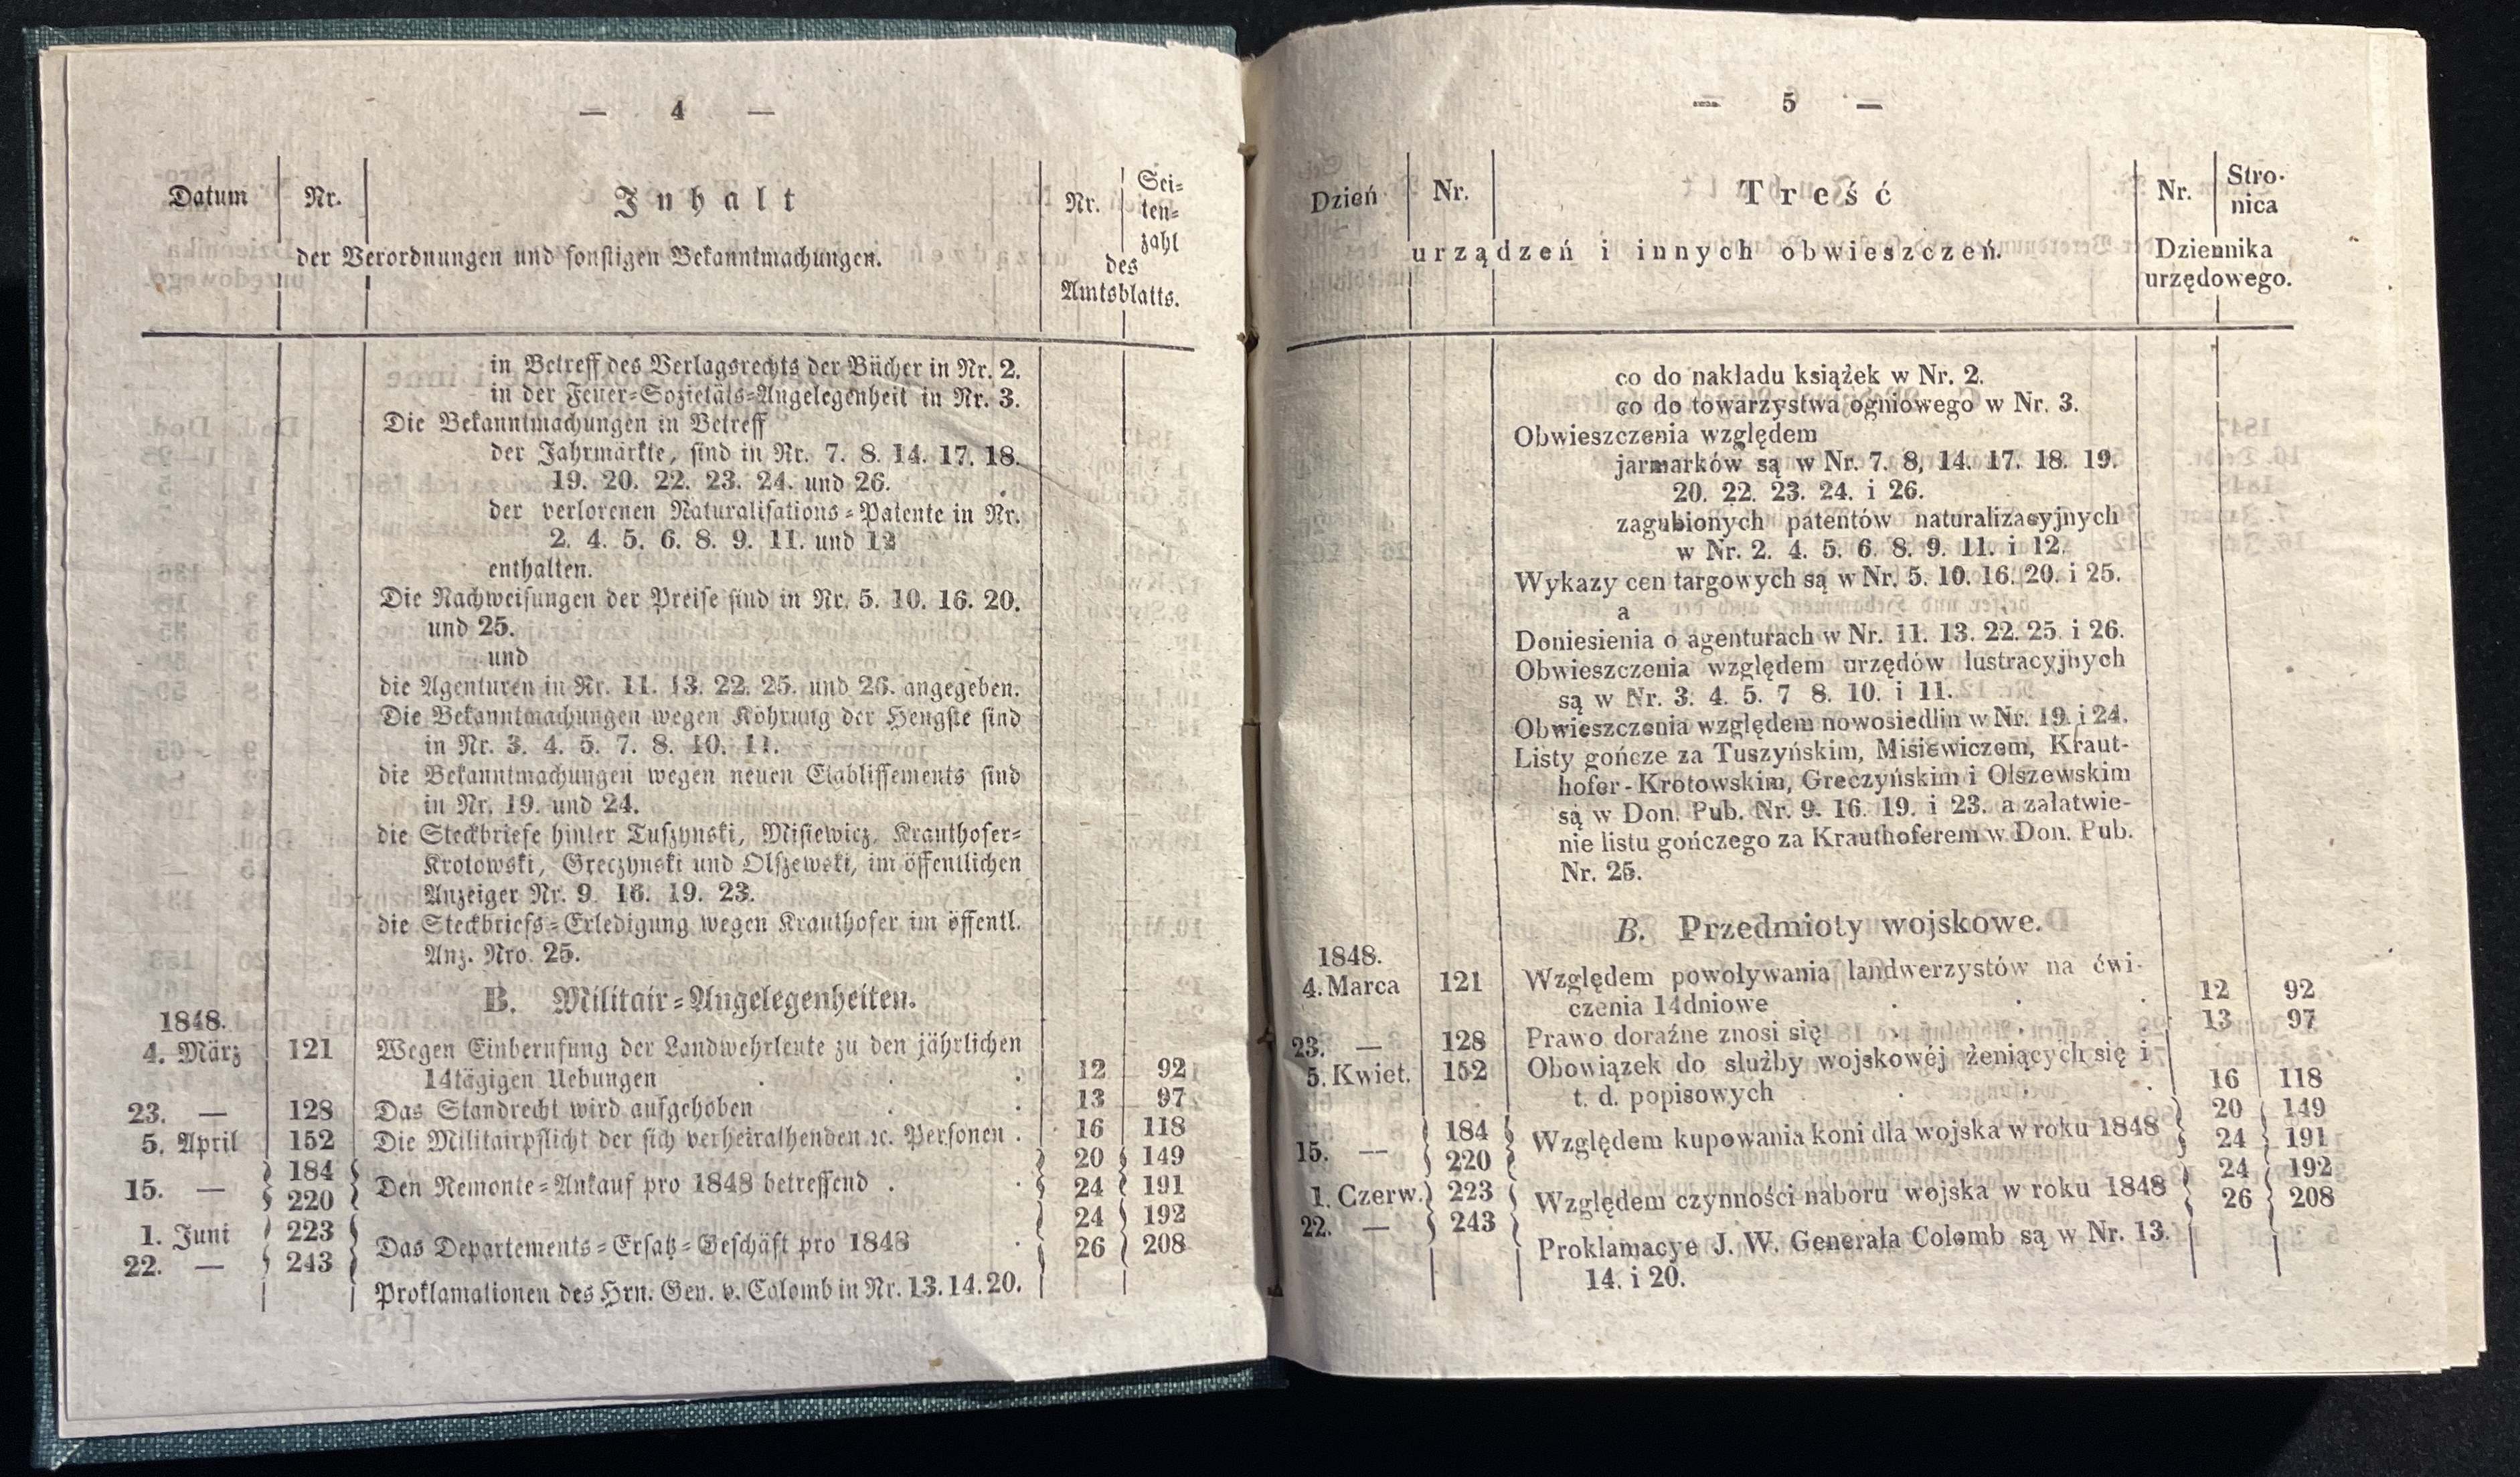 — 4 —
Datum Nr. Inhalt Nr. Sei=
ten=
zahl
der Verordnungen und sonstigen Bekanntmachungen. des
Amtsblatts.
in Betreff des Verlagsrechts der Bücher in Nr. 2.
in der Feuer=Sozietäts=Angelegenheit in Nr. 3.
Die Bekanntmachungen in Betreff
der Jahrmärkte, sind in Nr. 7. 8. 14. 17. 18.
19. 20. 22. 23. 24. und 26.
der verlorenen Naturalisations=Patente in Nr.
2. 4. 5. 6. 8. 9. 11. und 12
enthalten.
Die Nachweisungen der Preise sind in Nr. 5. 10. 16. 20.
und 25.
und
die Agenturen in Nr. 11. 13. 22. 25. und 26. angegeben.
Die Bekanntmachungen wegen Köhrung der Hengste sind
in Nr. 3. 4. 5. 7. 8. 10. 11.
die Bekanntmachungen wegen neuen Etablissements sind
in Nr. 19. und 24.
die Steckbriefe hinter Tuszynski, Misiewicz, Krauthofer=
Krotowski, Greczynski und Olszewski, im öffentlichen
Anzeiger Nr. 9. 16. 19. 23.
die Steckbriefs=Erledigung wegen Krauthofer im öffentl.
Anz. Nro. 25.
B. Militair=Angelegenheiten.
1848.
4. März 121 Wegen Einberufung der Landwehrleute zu den jährlichen
14tägigen Uebungen . . . 12 92
23. — 128 Das Standrecht wird aufgehoben . . 13 97
5. April 152 Die Militairpflicht der sich verheirathenden ꝛc. Personen . 16 118
184 20 149
15. — 220 Den Remonte=Ankauf pro 1848 betreffend . . 24 191
1. Juni 223 24 192
22. — 243 Das Departements=Ersatz=Geschäft pro 1848 . 26 208
Proklamationen des Hrn. Gen. v. Colomb in Nr. 13. 14. 20.
— 5 —
Dzień Nr. Treść Nr. Stro-
nica
urządzeń i innych obwieszczeń. Dziennika
urzędowego.
co do nakładu książek w Nr. 2.
co do towarzystwa ogniowego w Nr. 3.
Obwieszczenia względem
jarmarków są w Nr. 7. 8, 14. 17. 18. 19.
20. 22. 23. 24. i 26.
zagubionych patentów naturalizacyjnych
w Nr. 2. 4. 5. 6. 8. 9. 11. i 12.
Wykazy cen targowych są w Nr. 5. 10. 16. 20. i 25.
a
Doniesienia o agenturach w Nr. 11. 13. 22. 25. i 26.
Obwieszczenia względem urzędów lustracyjnych
są w Nr. 3. 4. 5. 7 8. 10. i 11.
Obwieszczenia względem nowosiedlin w Nr. 19. i 24.
Listy gończe za Tuszyńskim, Misiewiczem, Kraut-
hofer-Krotowskim, Greczyńskim i Olszewskim
są w Don. Pub. Nr. 9. 16. 19. i 23. a załatwie-
nie listu gończego za Krauthoferem w Don. Pub.
Nr. 25.
B. Przedmioty wojskowe.
1848.
4. Marca 121 Względem powoływania landwerzystów na ćwi-
czenia 14dniowe . . . 12 92
23. — 128 Prawo doraźne znosi się . . . 13 97
5. Kwiet. 152 Obowiązek do służby wojskowéj żeniących się i
t. d. popisowych . . . 16 118
184 20 149
15. — 220 Względem kupowania koni dla wojska w roku 1848 24 191
1. Czerw. 223 24 192
22. — 243 Względem czynności naboru wojska w roku 1848 26 208
Proklamacye J. W. Generała Colomb są w Nr. 13.
14. i 20.